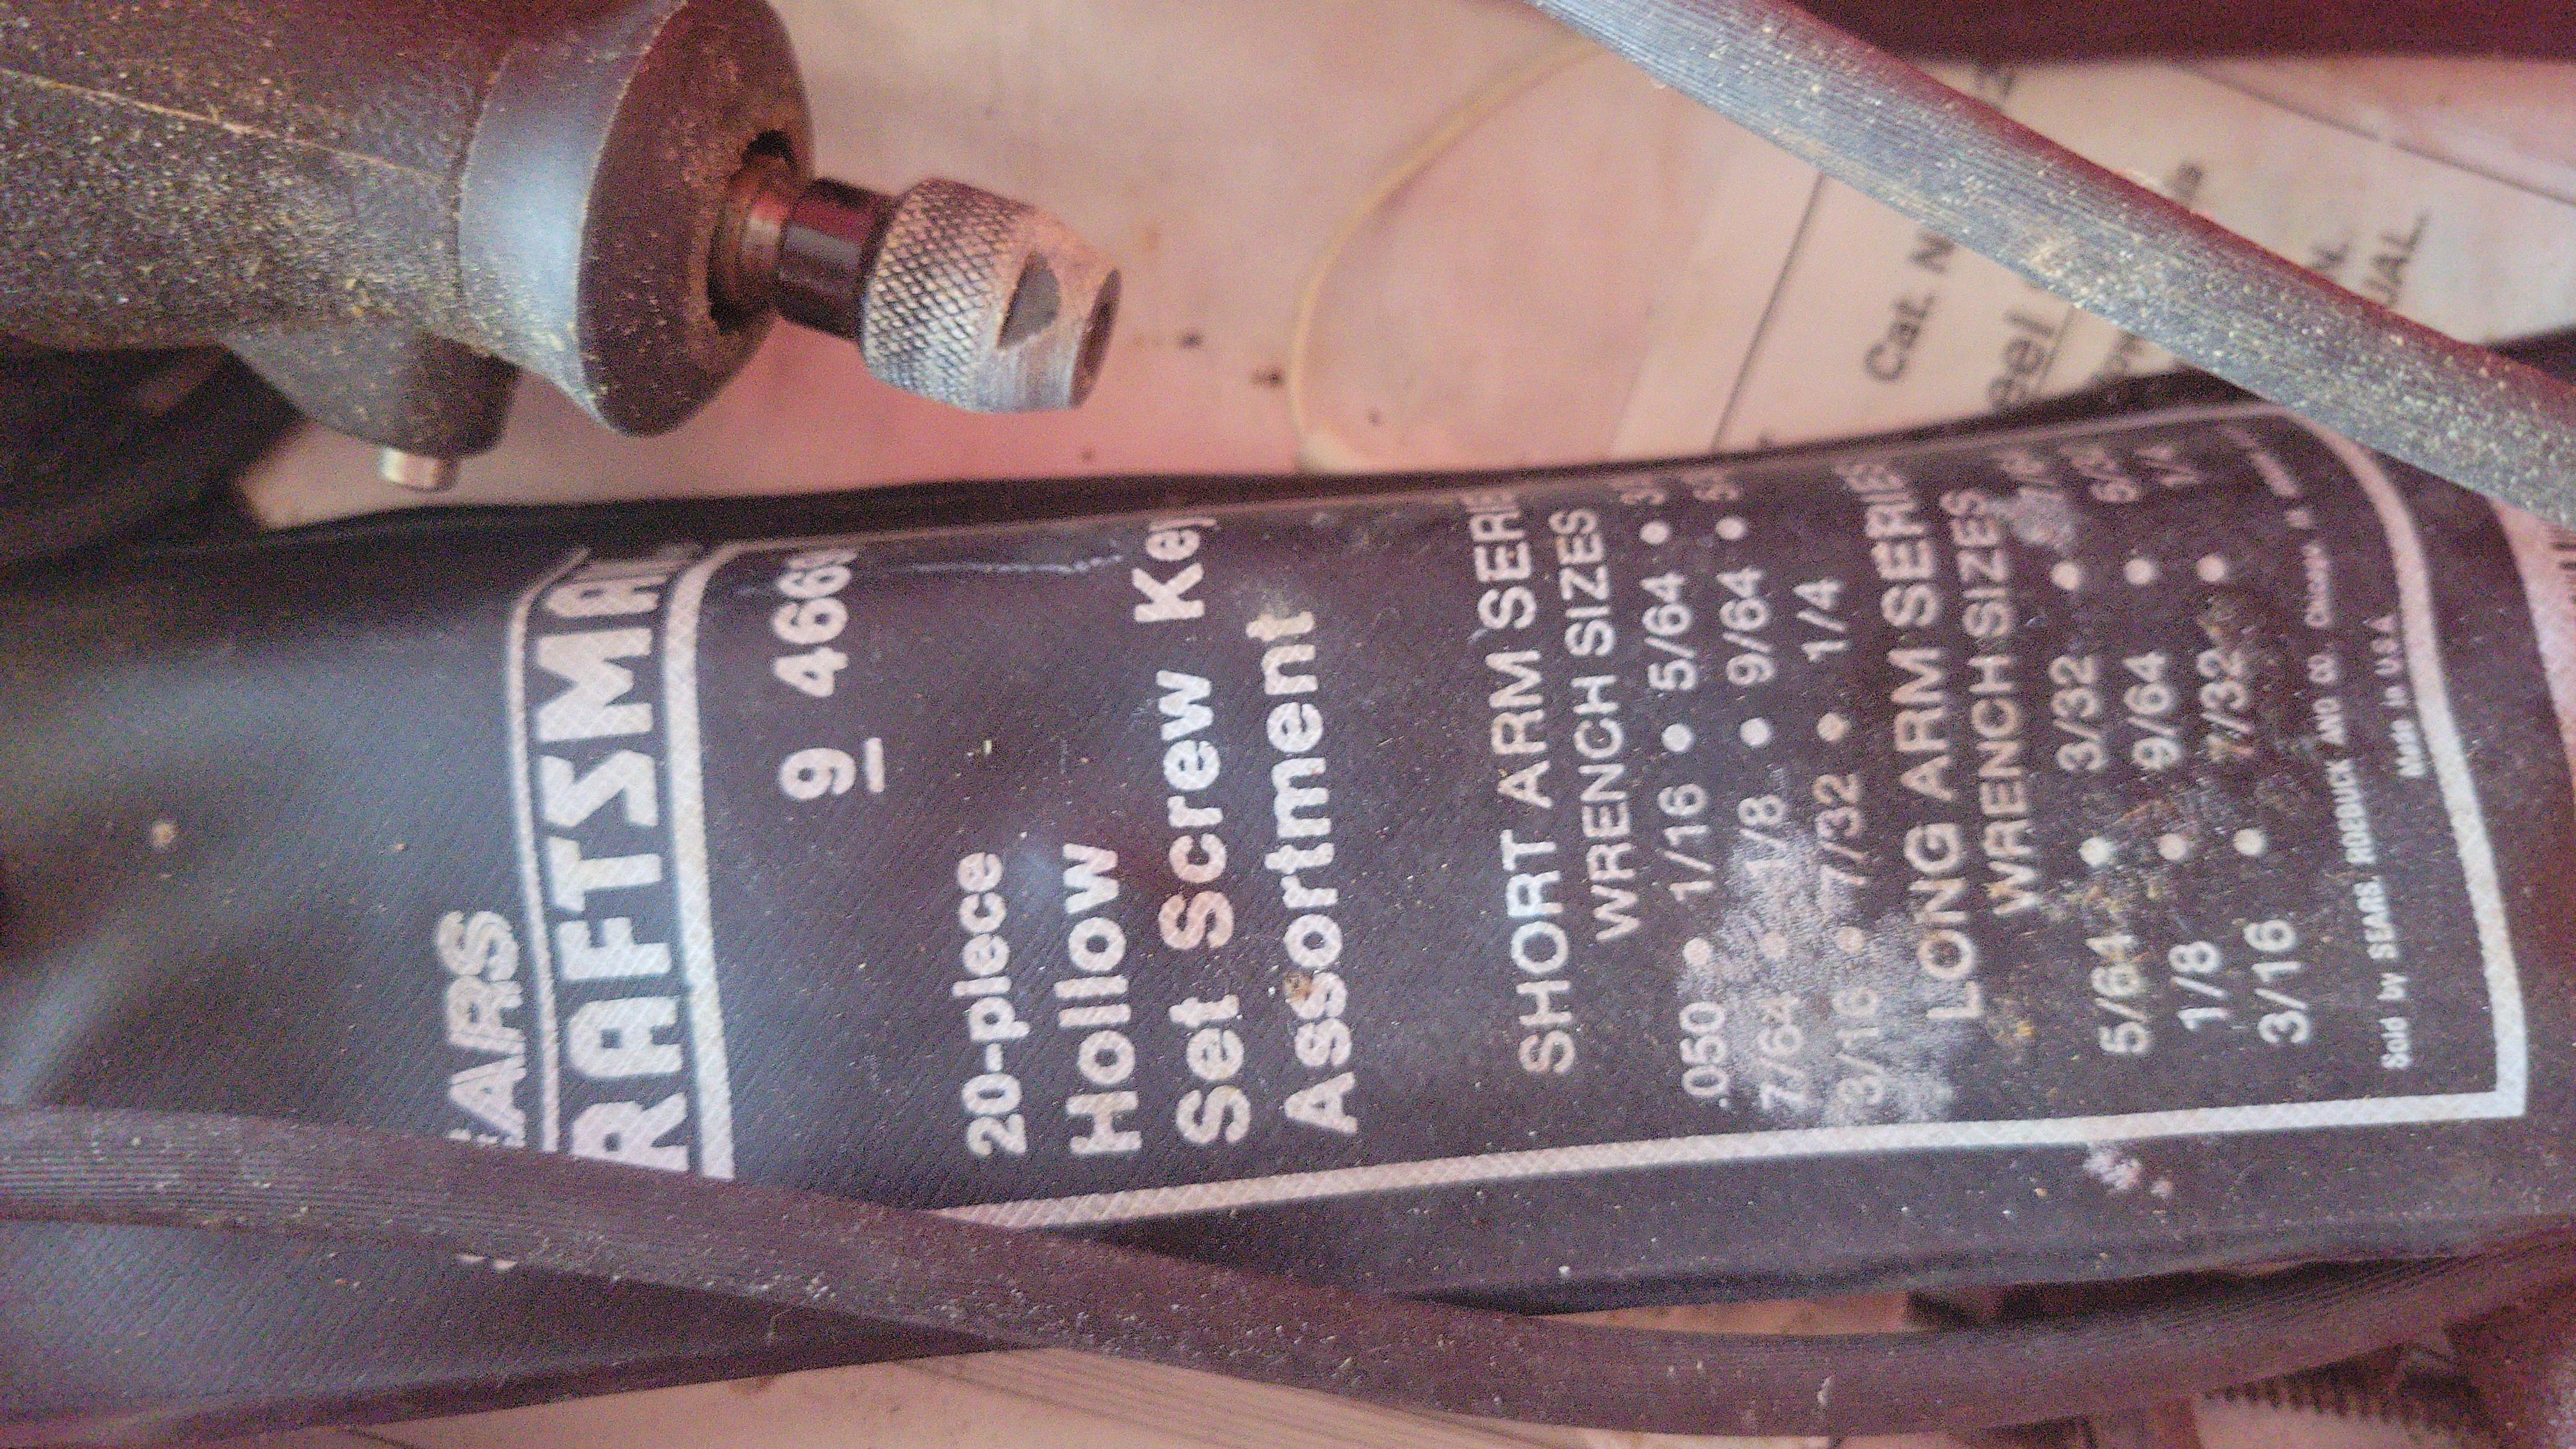 SEARS
CRAFTSMAN
9 466
20-piece
Hollow
Set Screw Key
Assortment
SHORT ARM SERIES
WRENCH SIZES
.050 • 1/16 • 5/64 •
7/64 • 1/8 • 9/64 •
3/16 • 7/32 • 1/4
LONG ARM SERIES
WRENCH SIZES
5/64 • 3/32 •
1/8 • 9/64 •
3/16 • 7/32 •
Sold by SEARS, ROEBUCK AND CO. Chicago
Made in U.S.A.
Cat. N